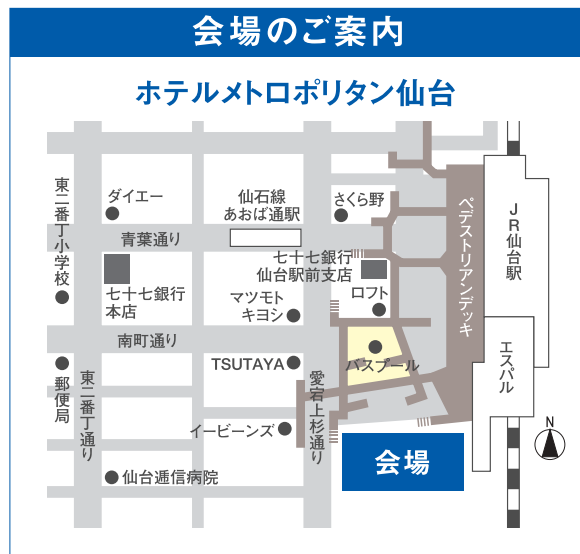 会場のご案内
ホテルメトロポリタン仙台
東二番丁小学校
ダイエー
仙石線
あおば通駅
さくら野
ペデストリアンデッキ
JR仙台駅
青葉通り
七十七銀行
仙台駅前支店
七十七銀行
本店
マツモト
キヨシ
ロフト
南町通り
エスパル
郵便局
東二番丁通り
TSUTAYA
愛宕上杉通り
バスプール
イービーンズ
会場
N
仙台逓信病院